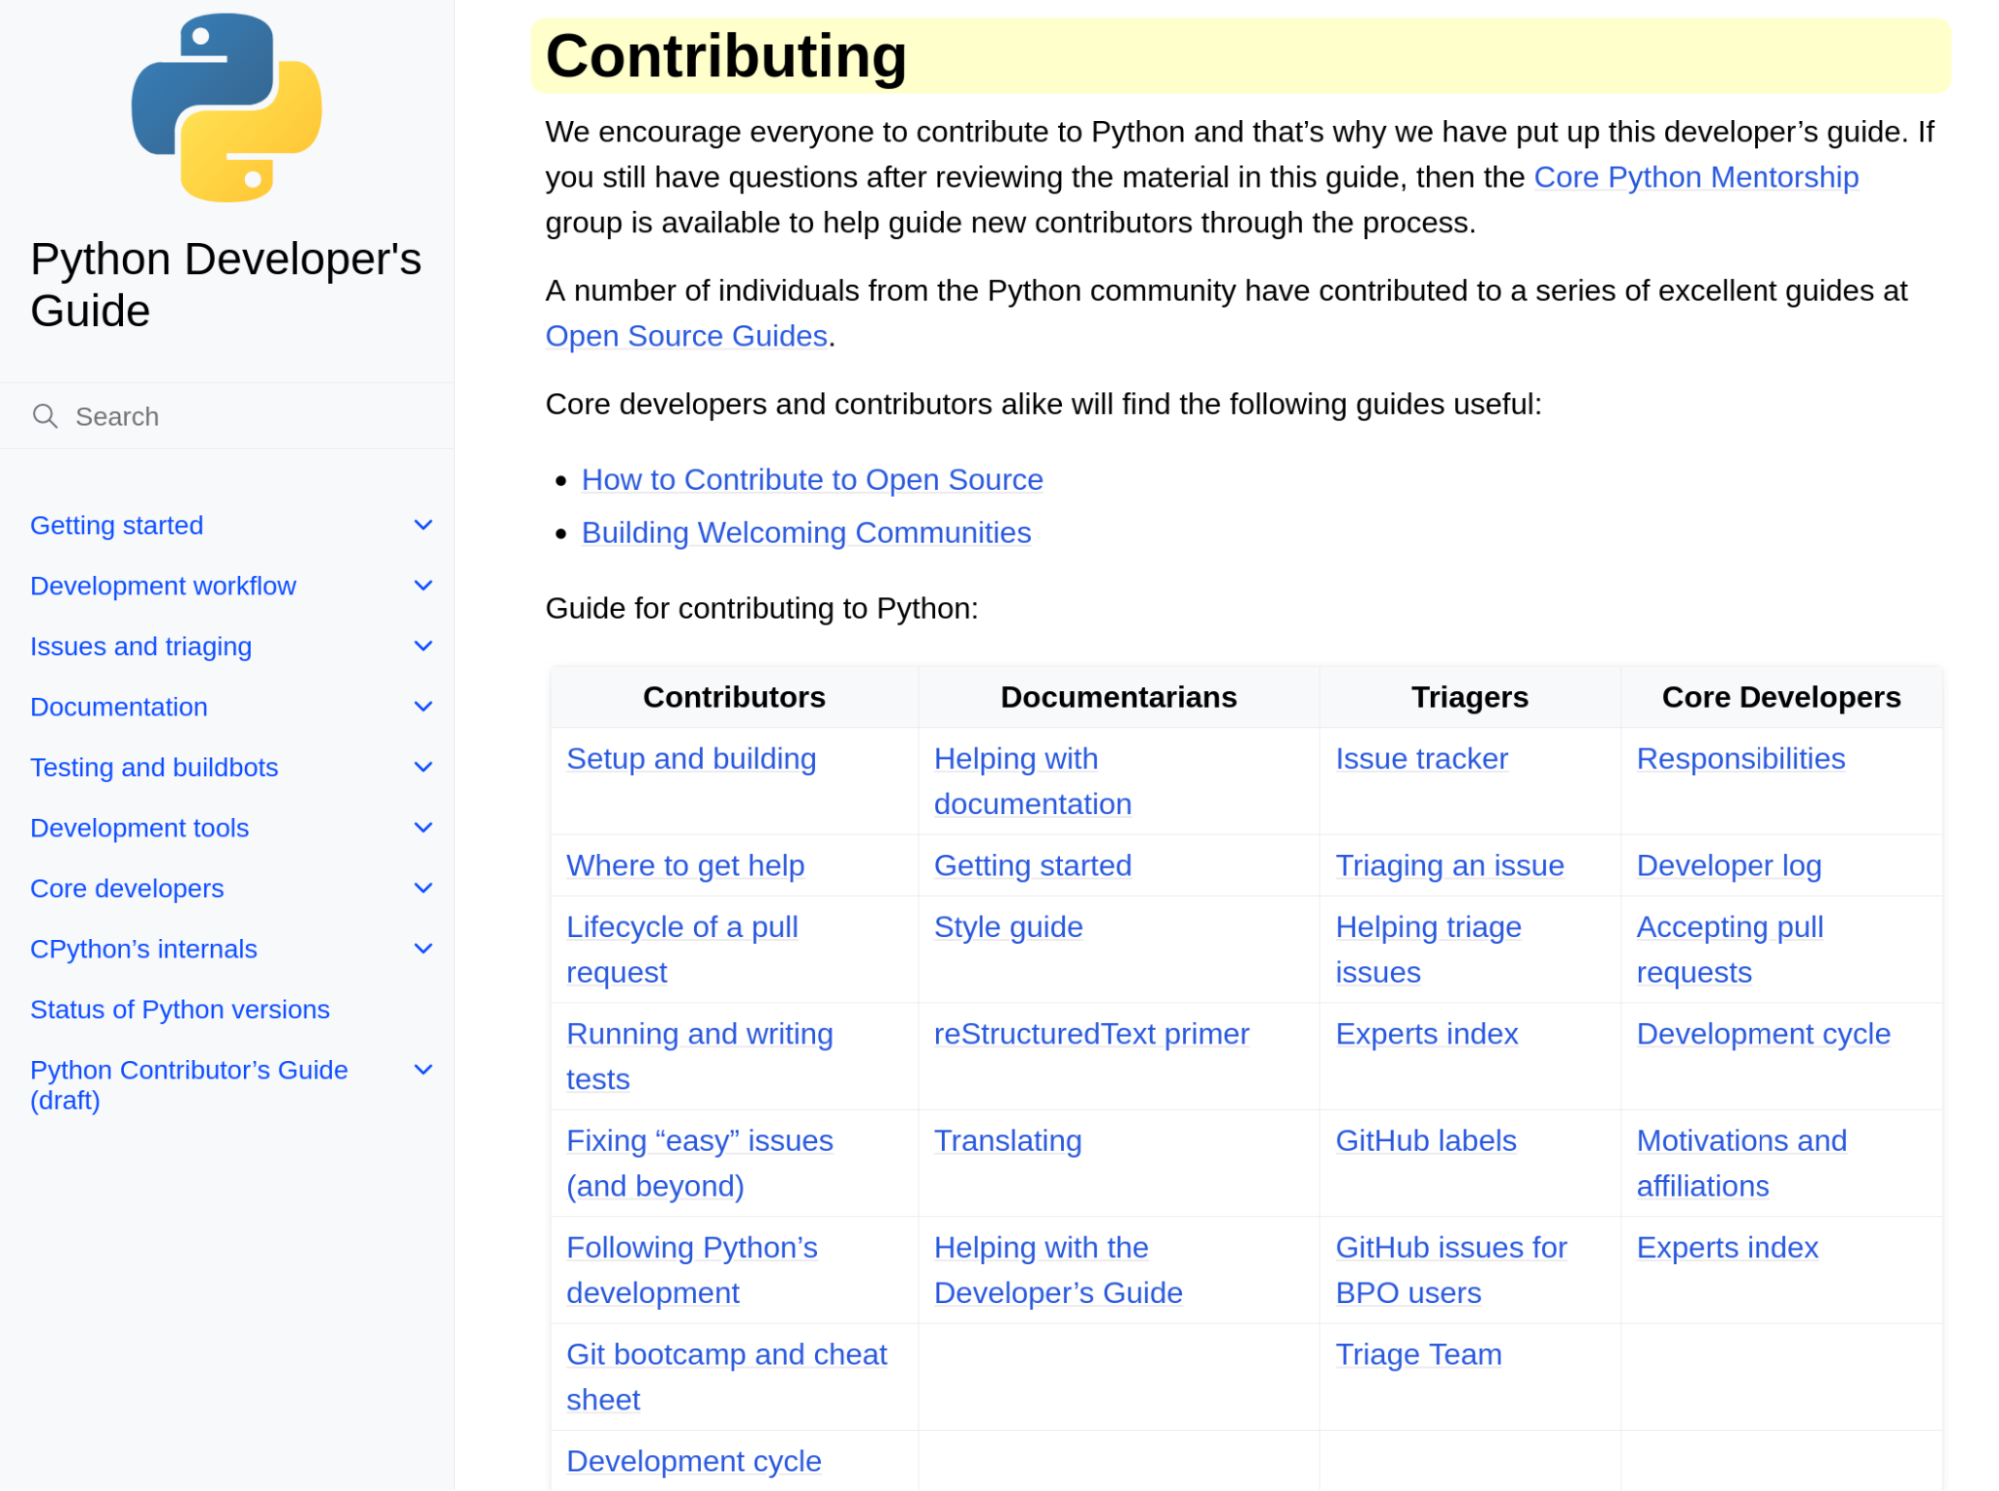 Python Developer's
Guide
Search
Getting started
Development workflow
Issues and triaging
Documentation
Testing and buildbots
Development tools
Core developers
CPython’s internals
Status of Python versions
Python Contributor’s Guide
(draft)
Contributing
We encourage everyone to contribute to Python and that’s why we have put up this developer’s guide. If
you still have questions after reviewing the material in this guide, then the Core Python Mentorship
group is available to help guide new contributors through the process.
A number of individuals from the Python community have contributed to a series of excellent guides at
Open Source Guides.
Core developers and contributors alike will find the following guides useful:
• How to Contribute to Open Source
• Building Welcoming Communities
Guide for contributing to Python:
Contributors Documentarians Triagers Core Developers
Setup and building Helping with Issue tracker Responsibilities
documentation
Where to get help Getting started Triaging an issue Developer log
Lifecycle of a pull Style guide Helping triage Accepting pull
request issues requests
Running and writing reStructuredText primer Experts index Development cycle
tests
Fixing “easy” issues Translating GitHub labels Motivations and
(and beyond) affiliations
Following Python’s Helping with the GitHub issues for Experts index
development Developer’s Guide BPO users
Git bootcamp and cheat Triage Team
sheet
Development cycle